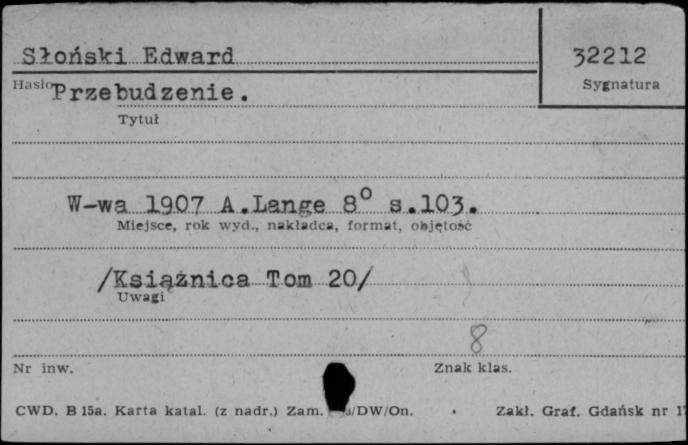 Słoński Edward
32212
Hasło
Sygnatura
Przebudzenie.
Tytuł
W-wa 1907 A.Lange 8° s.103.
Miejsce, rok wyd., nakładca, format, objętość
/Książnica Tom 20/
Uwagi
8
Nr inw.
Znak klas.
CWD. B 15a. Karta katal. (z nadr.) Zam. /DW/On.
Zakł. Graf. Gdańsk nr